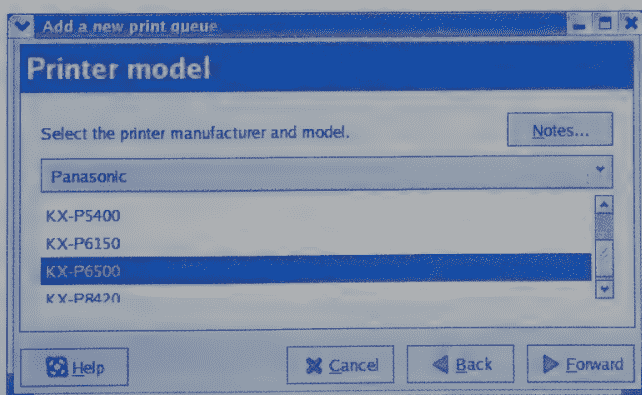 Add a new print queue
Printer model
Select the printer manufacturer and model.
Notes...
Panasonic
KX-P5400
KX-P6150
KX-P6500
KX-P8420
Help
Cancel
Back
Forward